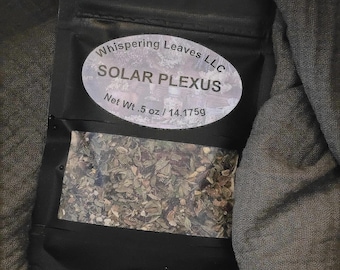 Whispering Leaves LLC
SOLAR PLEXUS
Net Wt .5 oz / 14.175g